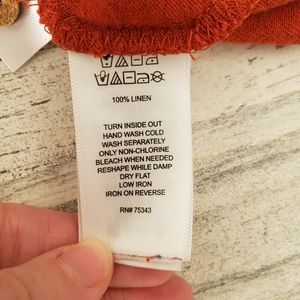 100% LINEN
TURN INSIDE OUT
HAND WASH COLD
WASH SEPARATELY
ONLY NON-CHLORINE
BLEACH WHEN NEEDED
RESHAPE WHILE DAMP
DRY FLAT
LOW IRON
IRON ON REVERSE
RN# 75343